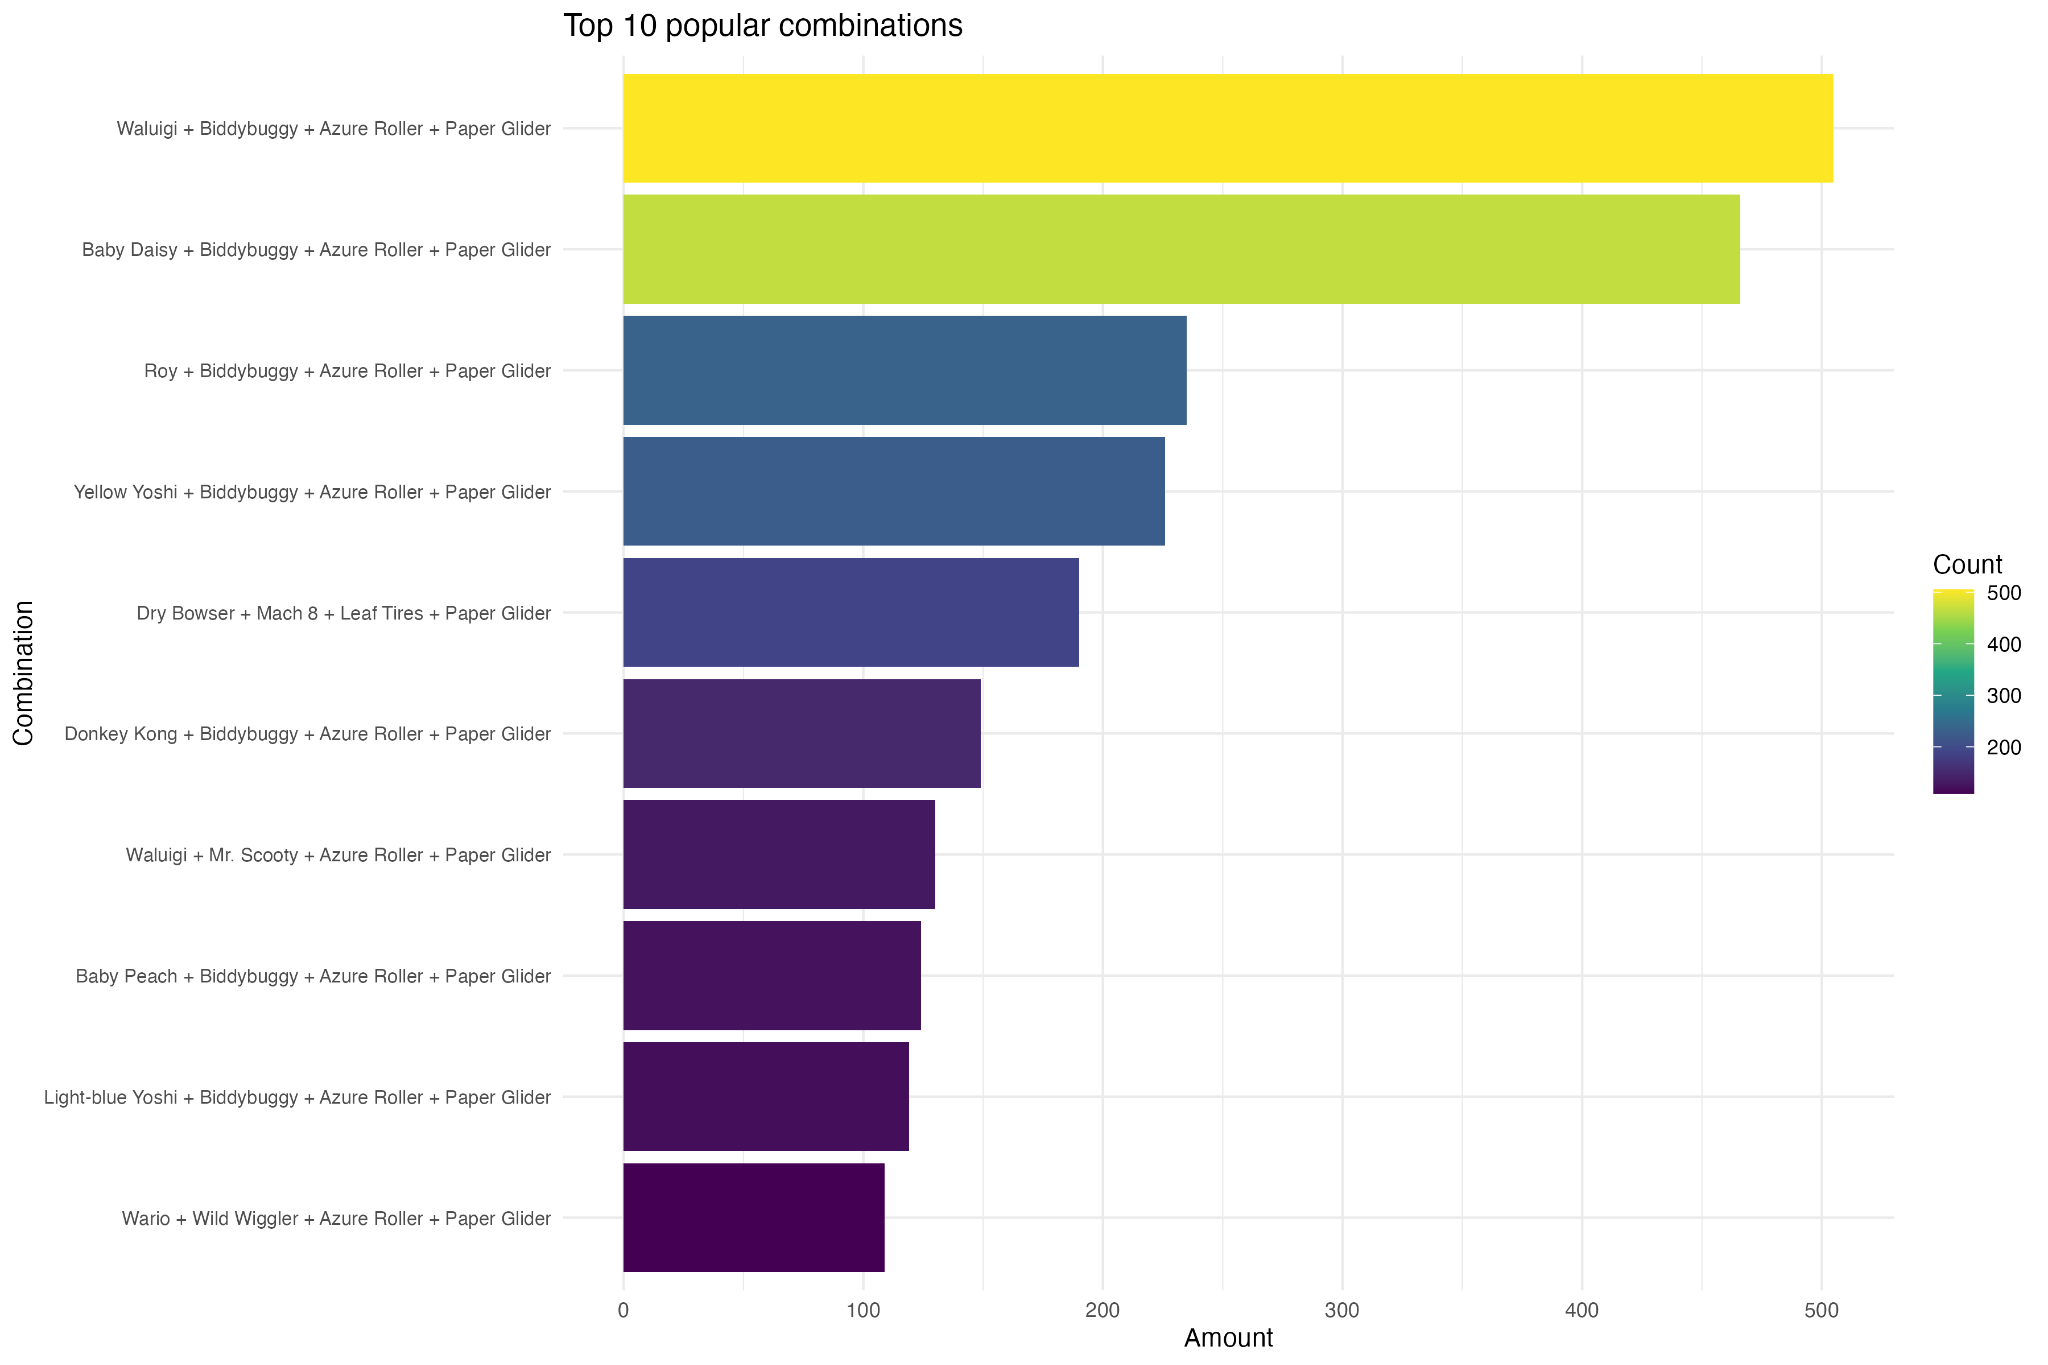 Top 10 popular combinations
Waluigi + Biddybuggy + Azure Roller + Paper Glider
Baby Daisy + Biddybuggy + Azure Roller + Paper Glider
Roy + Biddybuggy + Azure Roller + Paper Glider
Yellow Yoshi + Biddybuggy + Azure Roller + Paper Glider
Dry Bowser + Mach 8 + Leaf Tires + Paper Glider
Donkey Kong + Biddybuggy + Azure Roller + Paper Glider
Waluigi + Mr. Scooty + Azure Roller + Paper Glider
Baby Peach + Biddybuggy + Azure Roller + Paper Glider
Light-blue Yoshi + Biddybuggy + Azure Roller + Paper Glider
Wario + Wild Wiggler + Azure Roller + Paper Glider
Combination
0 100 200 300 400 500
Amount
Count
500
400
300
200